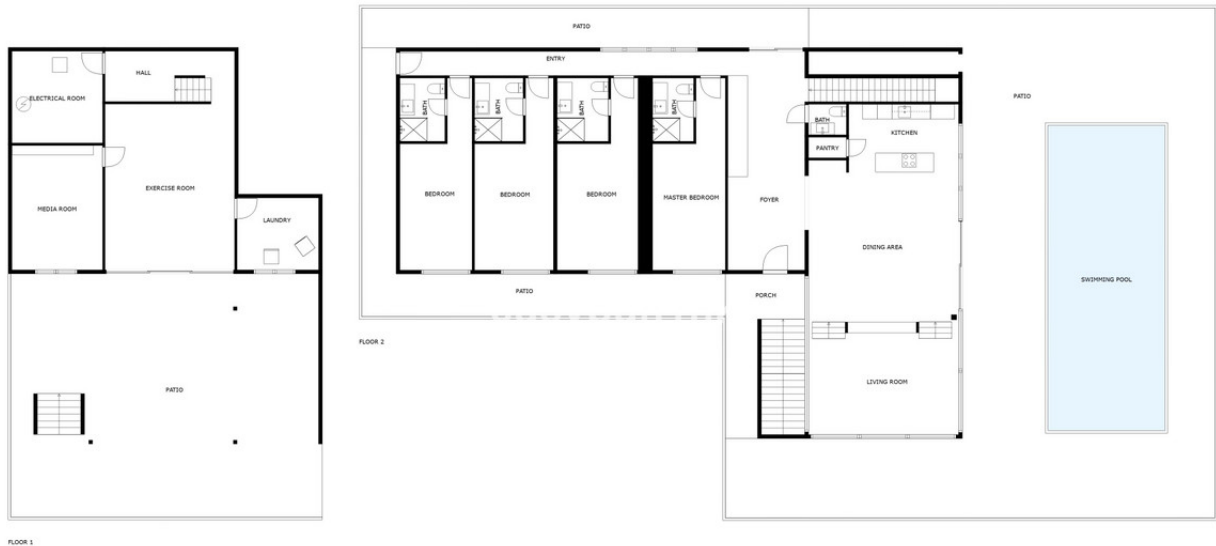 ELECTRICAL ROOM
HALL
MEDIA ROOM
EXERCISE ROOM
LAUNDRY
PATIO
FLOOR 1
PATIO
ENTRY
BATH
BATH
BATH
BATH
BEDROOM
BEDROOM
BEDROOM
MASTER BEDROOM
FOYER
BATH
PANTRY
KITCHEN
DINING AREA
PATIO
SWIMMING POOL
PATIO
PORCH
LIVING ROOM
FLOOR 2